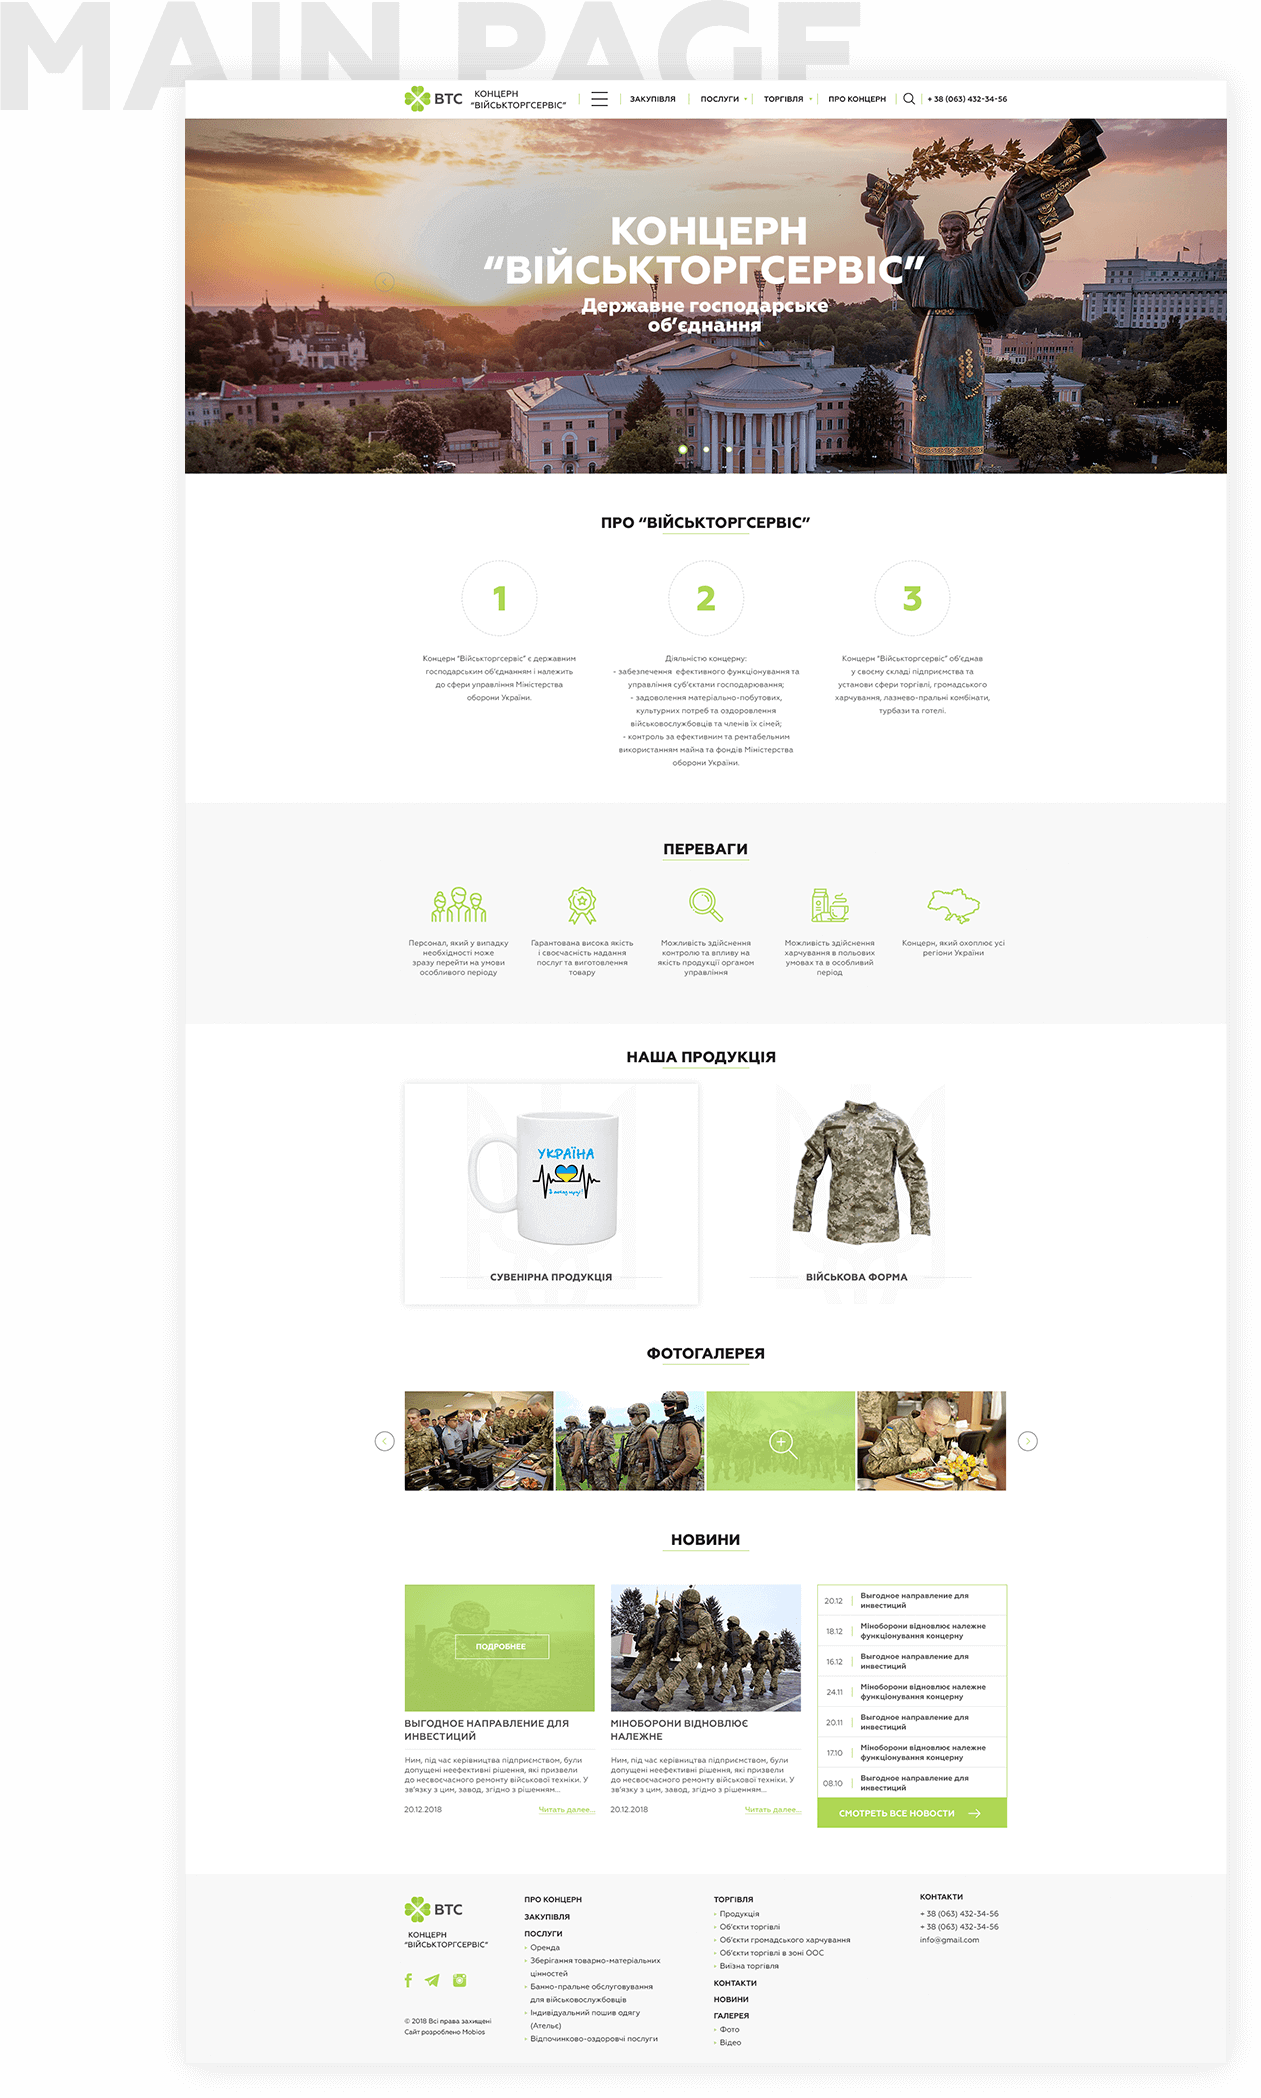 MAIN PAGE
ВТС
КОНЦЕРН
“ВІЙСЬКТОРГСЕРВІС”
ЗАКУПІВЛЯ
ПОСЛУГИ
ТОРГІВЛЯ
ПРО КОНЦЕРН
+ 38 (063) 432-34-56
КОНЦЕРН
“ВІЙСЬКТОРГСЕРВІС”
Державне господарське
об’єднання
ПРО “ВІЙСЬКТОРГСЕРВІС”
1
2
3
Концерн “Військторгсервіс” є державним
господарським об’єднанням і належить
до сфери управління Міністерства
оборони України.
Діяльністю концерну:
- забезпечення ефективного функціонування та
управління суб’єктами господарювання;
- задоволення матеріально-побутових,
культурних потреб та оздоровлення
військовослужбовців та членів їх сімей;
- контроль за ефективним та рентабельним
використанням майна та фондів Міністерства
оборони України.
Концерн “Військторгсервіс” об’єднав
у своєму складі підприємства та
установи сфери торгівлі, громадського
харчування, лазнево-пральні комбінати,
турбази та готелі.
ПЕРЕВАГИ
Персонал, який у випадку
необхідності може
зразу перейти на умови
особливого періоду
Гарантована висока якість
і своєчасність надання
послуг та виготовлення
товару
Можливість здійснення
контролю та впливу на
якість продукції органом
управління
Можливість здійснення
харчування в польових
умовах та в особливий
період
Концерн, який охоплює усі
регіони України
НАША ПРОДУКЦІЯ
УКРАЇНА
СУВЕНІРНА ПРОДУКЦІЯ
ВІЙСЬКОВА ФОРМА
ФОТОГАЛЕРЕЯ
НОВИНИ
ПОДРОБНЕЕ
ВЫГОДНОЕ НАПРАВЛЕНИЕ ДЛЯ
ИНВЕСТИЦИЙ
Ним, під час керівництва підприємством, були
допущені неефективні рішення, які призвели
до несвоєчасного ремонту військової техніки. У
зв’язку з цим, завод, згідно з рішенням...
20.12.2018
Читать далее...
МІНОБОРОНИ ВІДНОВЛЮЄ
НАЛЕЖНЕ
Ним, під час керівництва підприємством, були
допущені неефективні рішення, які призвели
до несвоєчасного ремонту військової техніки. У
зв’язку з цим, завод, згідно з рішенням...
20.12.2018
Читать далее...
20.12
Выгодное направление для
инвестиций
18.12
Міноборони відновлює належне
функціонування концерну
16.12
Выгодное направление для
инвестиций
24.11
Міноборони відновлює належне
функціонування концерну
20.11
Выгодное направление для
инвестиций
17.10
Міноборони відновлює належне
функціонування концерну
08.10
Выгодное направление для
инвестиций
СМОТРЕТЬ ВСЕ НОВОСТИ
ВТС
КОНЦЕРН
“ВІЙСЬКТОРГСЕРВІС”
© 2018 Всі права захищені
Сайт розроблено Mobios
ПРО КОНЦЕРН
ЗАКУПІВЛЯ
ПОСЛУГИ
Оренда
Зберігання товарно-матеріальних
цінностей
Банно-пральне обслуговування
для військовослужбовців
Індивідуальний пошив одягу
(Ательє)
Відпочинково-оздоровчі послуги
ТОРГІВЛЯ
Продукція
Об’єкти торгівлі
Об’єкти громадського харчування
Об’єкти торгівлі в зоні ООС
Виїзна торгівля
КОНТАКТИ
НОВИНИ
ГАЛЕРЕЯ
Фото
Відео
КОНТАКТИ
+ 38 (063) 432-34-56
+ 38 (063) 432-34-56
info@gmail.com